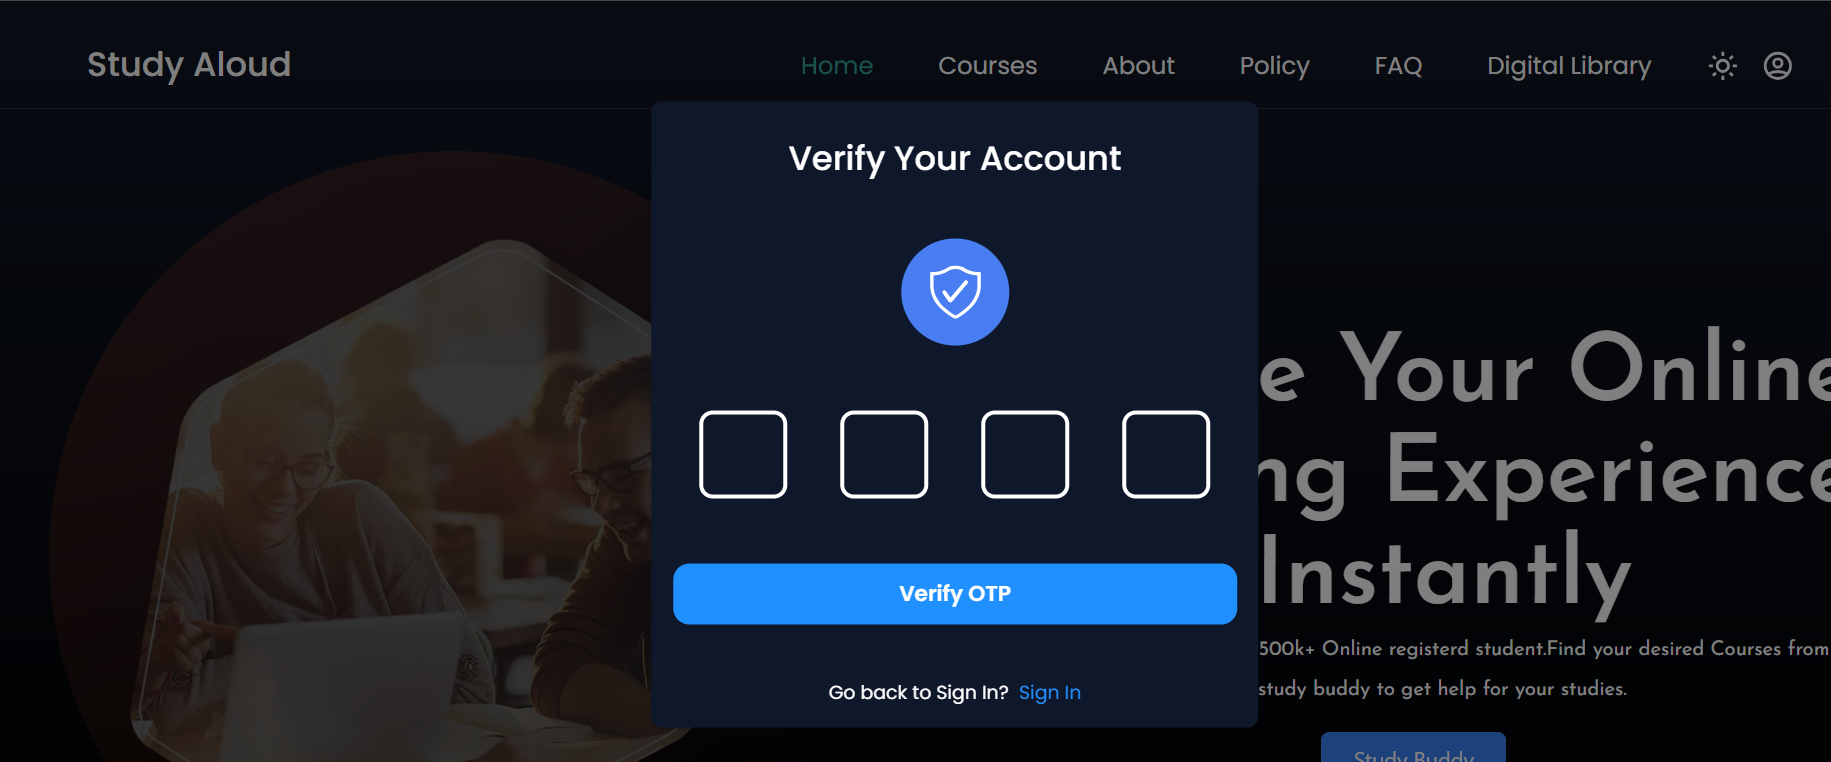 Study Aloud
Home Courses About Policy FAQ Digital Library
Verify Your Account
Verify OTP
Go back to Sign In? Sign In
Your Online
Experience
Instantly
500k+ Online registerd student.Find your desired Courses from
study buddy to get help for your studies.
Study Buddy